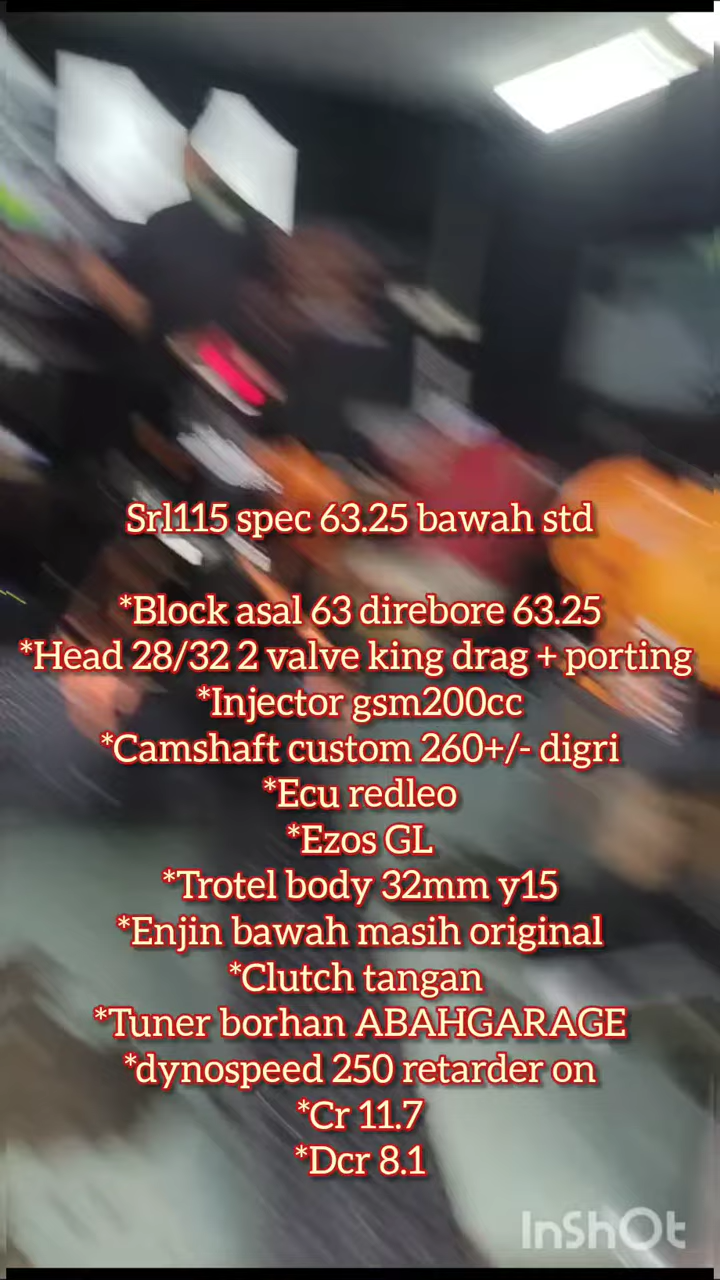 Srl115 spec 63.25 bawah std
*Block asal 63 direbore 63.25
*Head 28/32 2 valve king drag + porting
*Injector gsm200cc
*Camshaft custom 260+/- digri
*Ecu redleo
*Ezos GL
*Trotel body 32mm y15
*Enjin bawah masih original
*Clutch tangan
*Tuner borhan ABAHGARAGE
*dynospeed 250 retarder on
*Cr 11.7
*Dcr 8.1
InShOt